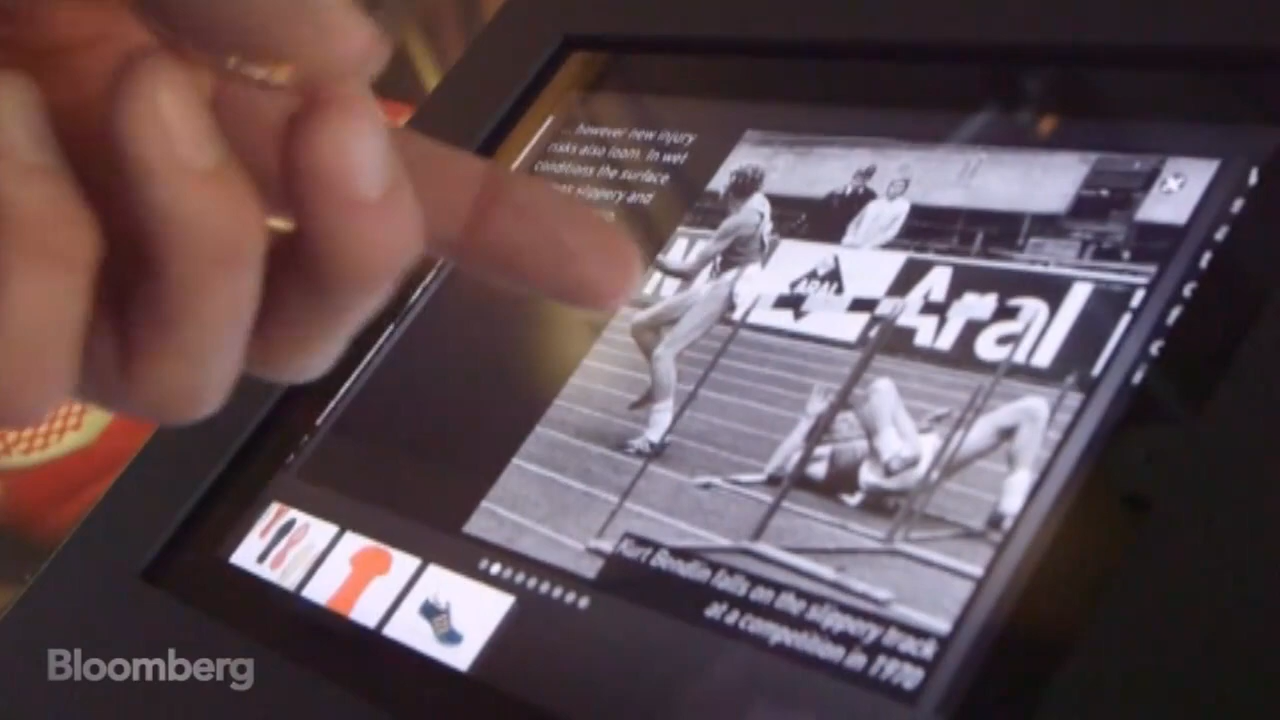 ... however new injury
risks also loom. In wet
conditions the surface
slippery and
ARAL
Aral
Kurt Bendlin falls on the slippery track
at a competition in 1970
Bloomberg